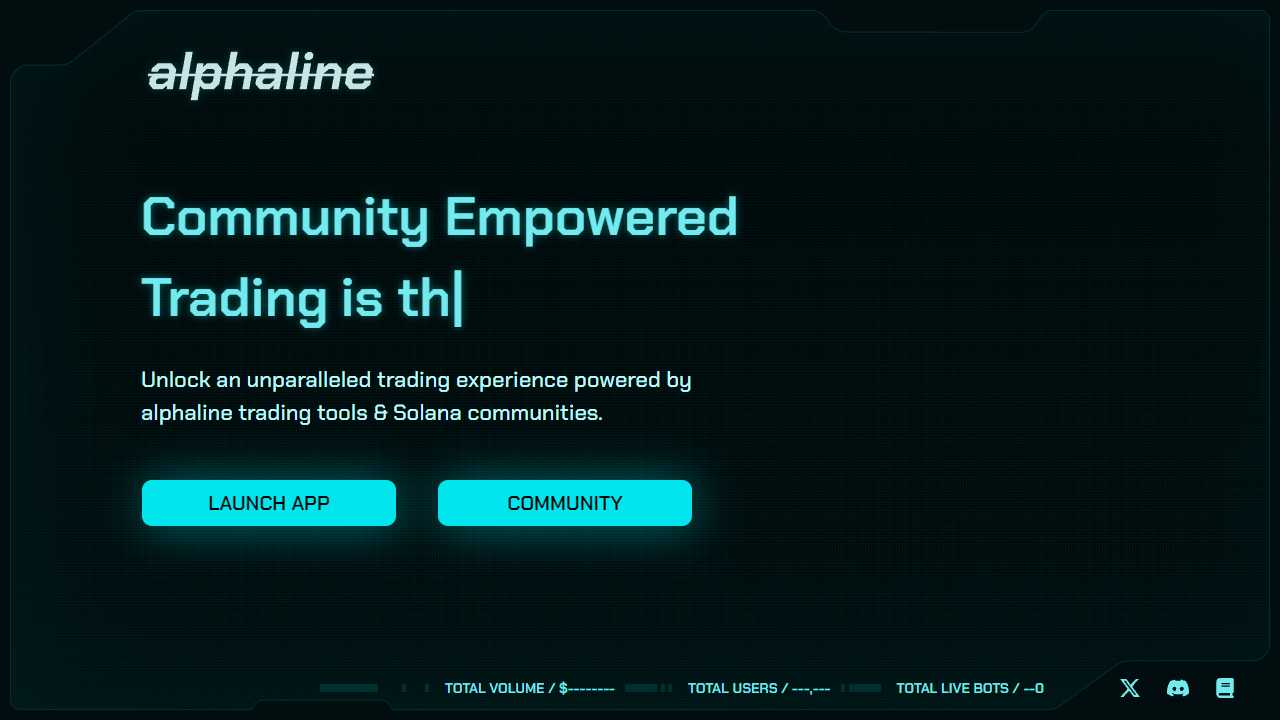 alphaline
Community Empowered
Trading is th|
Unlock an unparalleled trading experience powered by
alphaline trading tools & Solana communities.
LAUNCH APP
COMMUNITY
TOTAL VOLUME / $--------
TOTAL USERS / ---,---
TOTAL LIVE BOTS / --0